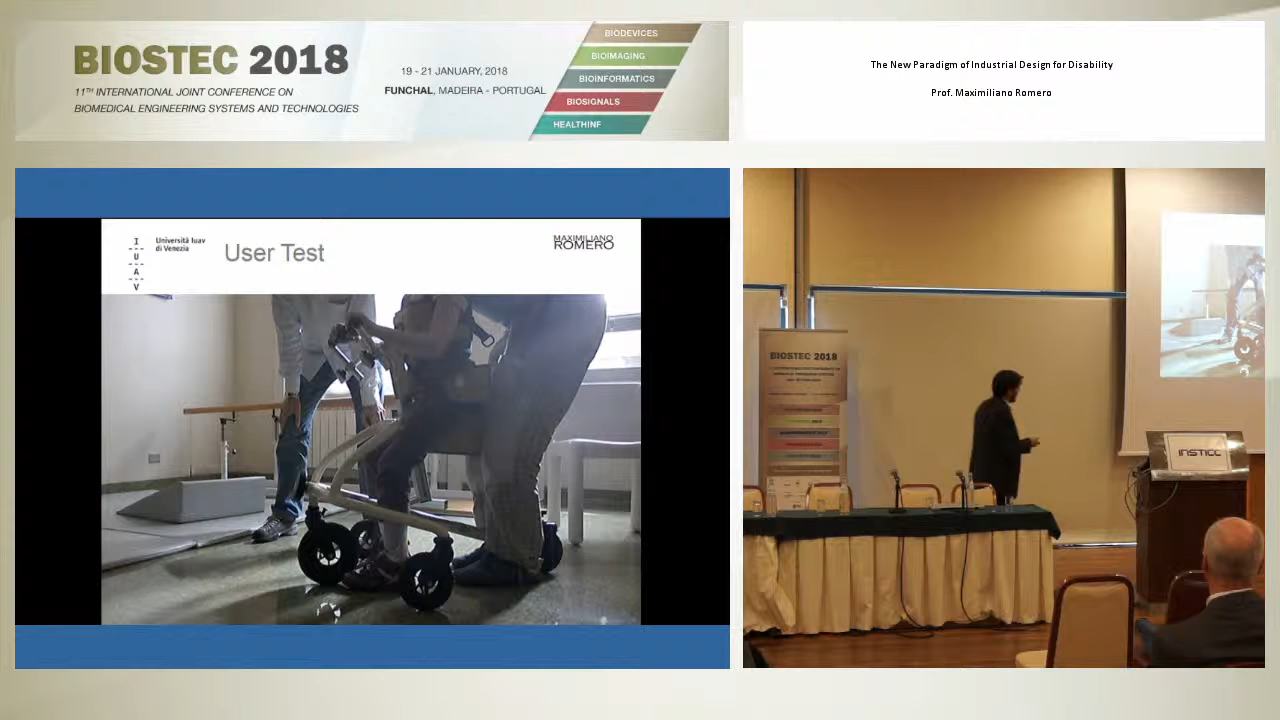 BIOSTEC 2018
11TH INTERNATIONAL JOINT CONFERENCE ON
BIOMEDICAL ENGINEERING SYSTEMS AND TECHNOLOGIES
19 - 21 JANUARY, 2018
FUNCHAL, MADEIRA - PORTUGAL
BIODEVICES
BIOIMAGING
BIOINFORMATICS
BIOSIGNALS
HEALTHINF
The New Paradigm of Industrial Design for Disability
Prof. Maximiliano Romero
I
U
A
V
Università Iuav
di Venezia
User Test
MAXIMILIANO
ROMERO
BIOSTEC 2018
INSTICC